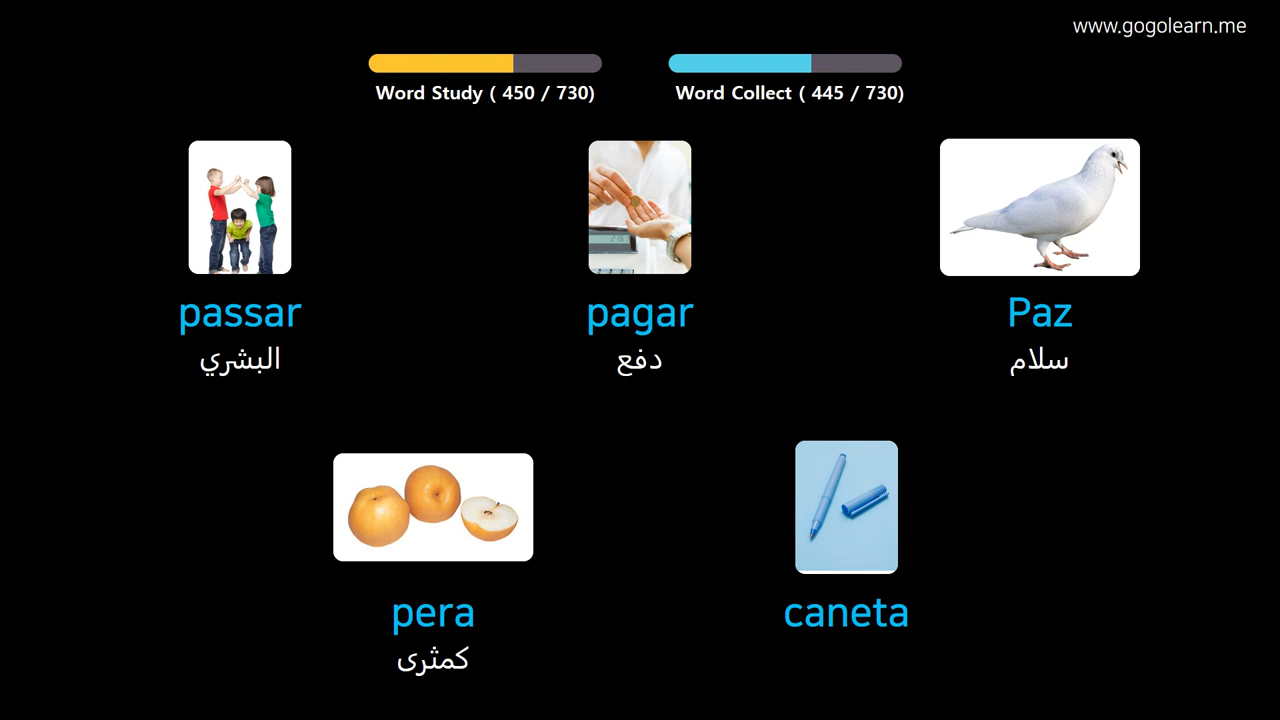 www.gogolearn.me
Word Study ( 450 / 730)
Word Collect ( 445 / 730)
passar
البشري
pagar
دفع
Paz
سلام
pera
كمثرى
caneta